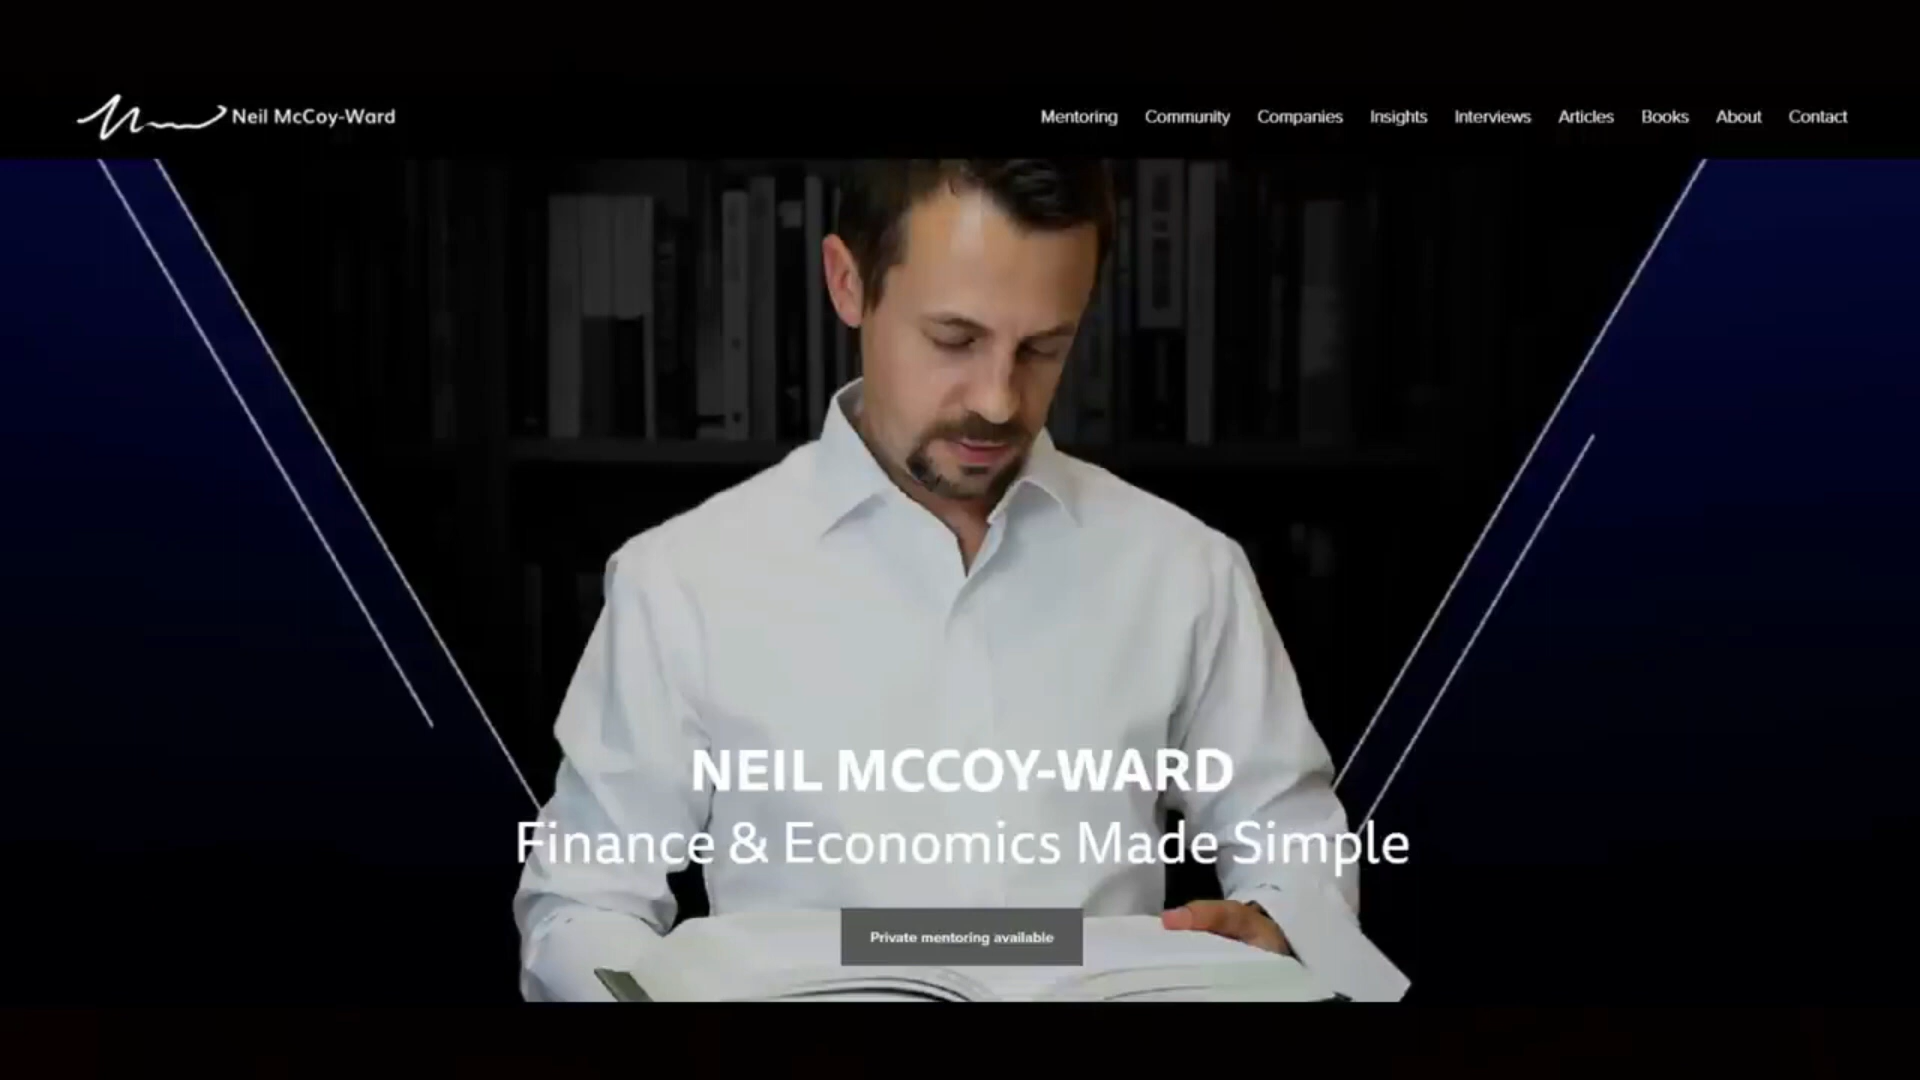 Neil McCoy-Ward
Mentoring Community Companies Insights Interviews Articles Books About Contact
NEIL MCCOY-WARD
Finance & Economics Made Simple
Private mentoring available